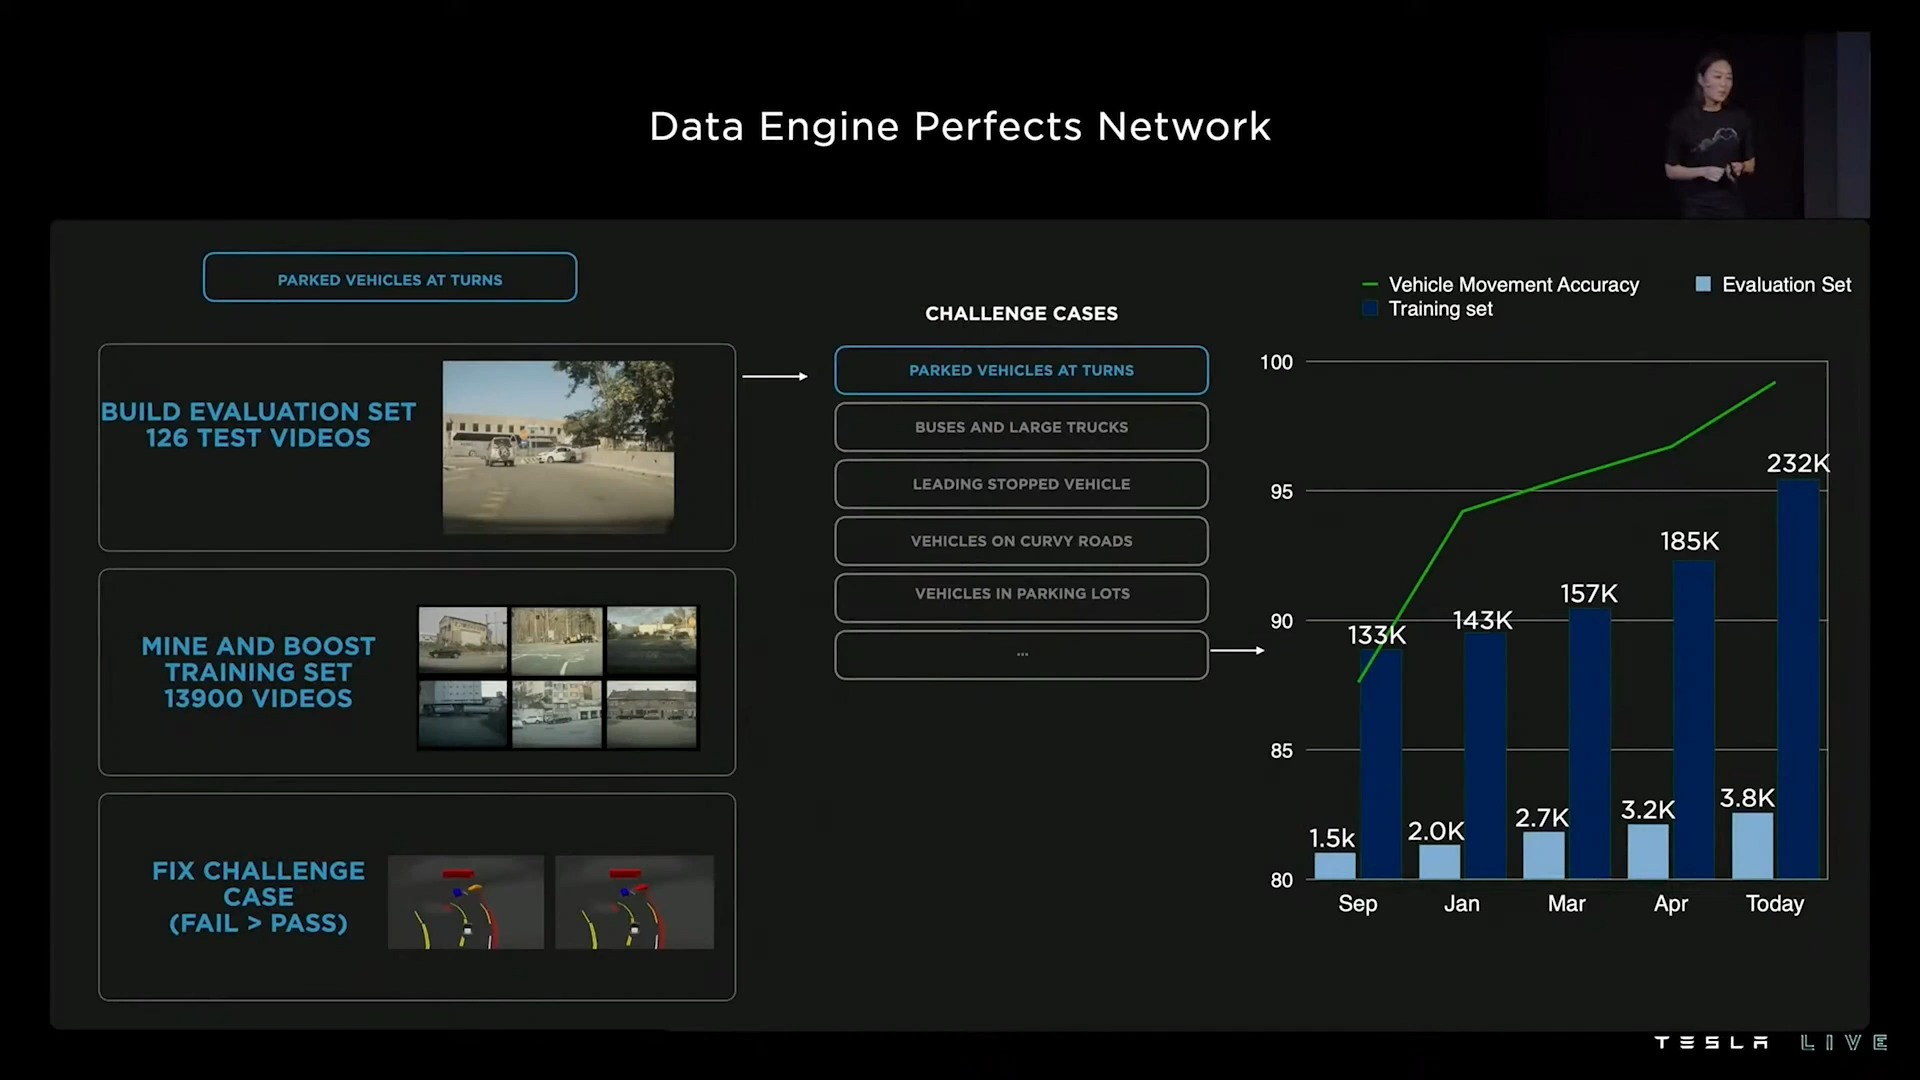 Data Engine Perfects Network
PARKED VEHICLES AT TURNS
BUILD EVALUATION SET
126 TEST VIDEOS
MINE AND BOOST
TRAINING SET
13900 VIDEOS
FIX CHALLENGE
CASE
(FAIL > PASS)
CHALLENGE CASES
PARKED VEHICLES AT TURNS
BUSES AND LARGE TRUCKS
LEADING STOPPED VEHICLE
VEHICLES ON CURVY ROADS
VEHICLES IN PARKING LOTS
...
Vehicle Movement Accuracy
Evaluation Set
Training set
100
95
90
85
80
133K
143K
157K
185K
232K
1.5k
2.0K
2.7K
3.2K
3.8K
Sep
Jan
Mar
Apr
Today
TESLA LIVE